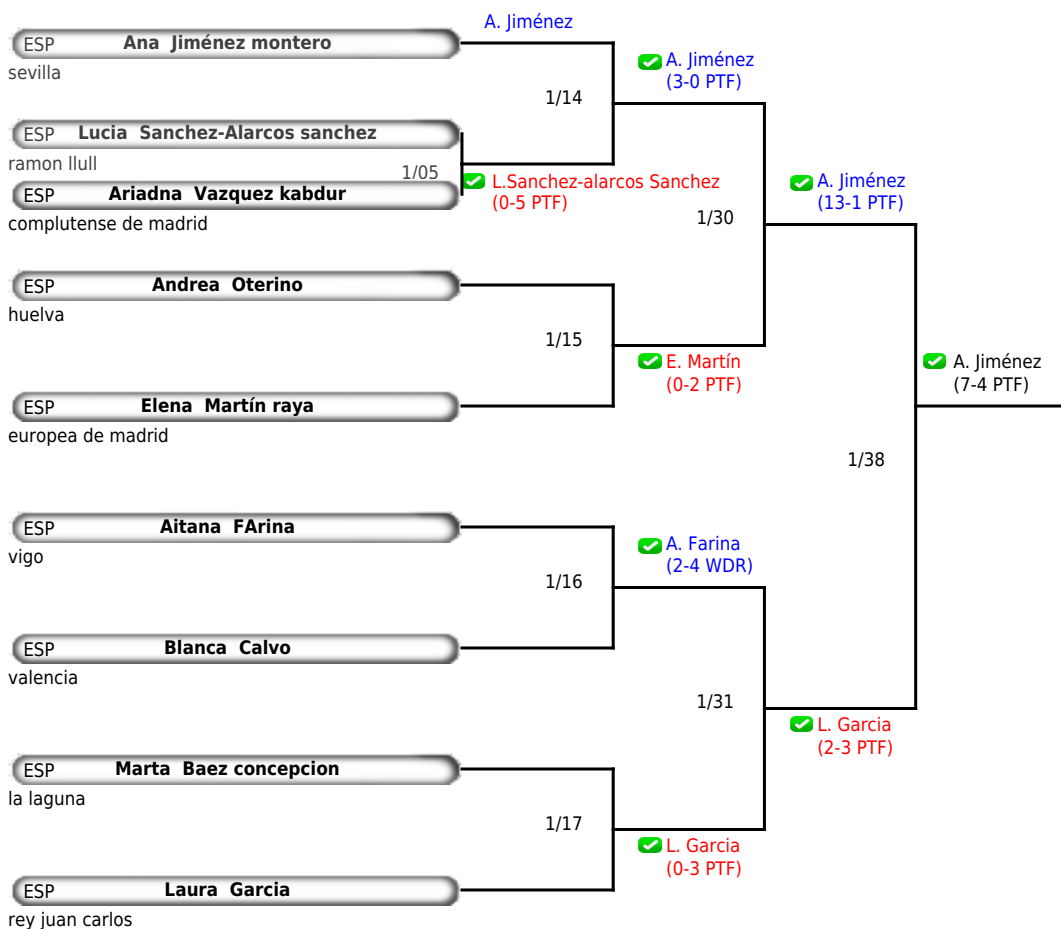 A. Jiménez
ESP Ana Jiménez montero
sevilla
A. Jiménez
(3-0 PTF)
1/14
ESP Lucia Sanchez-Alarcos sanchez
ramon llull
1/05
L.Sanchez-alarcos Sanchez
(0-5 PTF)
ESP Ariadna Vazquez kabdur
complutense de madrid
A. Jiménez
(13-1 PTF)
1/30
ESP Andrea Oterino
huelva
1/15
E. Martín
(0-2 PTF)
A. Jiménez
(7-4 PTF)
ESP Elena Martín raya
europea de madrid
1/38
ESP Aitana FArina
vigo
A. Farina
(2-4 WDR)
1/16
ESP Blanca Calvo
valencia
1/31
L. Garcia
(2-3 PTF)
ESP Marta Baez concepcion
la laguna
1/17
L. Garcia
(0-3 PTF)
ESP Laura Garcia
rey juan carlos